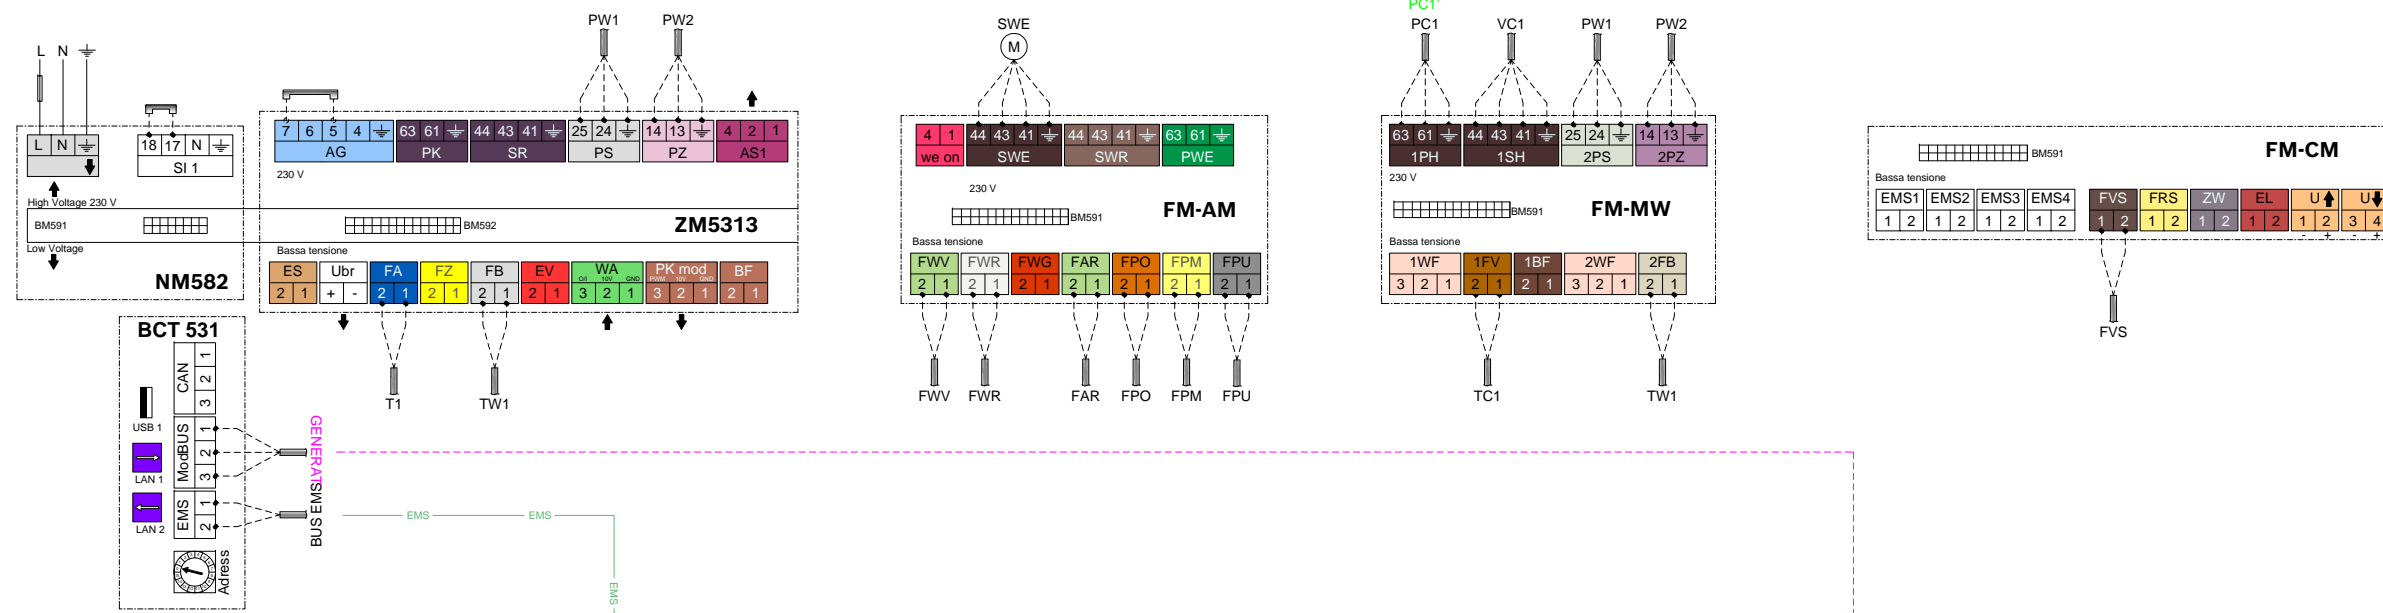 PC1'
PW1 PW2 SWE PC1 VC1 PW1 PW2
L N
M
7 6 5 4 63 61 44 43 41 25 24 14 13 4 2 1
AG PK SR PS PZ AS1
4 1 44 43 41 44 43 41 63 61
we on SWE SWR PWE
63 61 44 43 41 25 24 14 13
1PH 1SH 2PS 2PZ
L N 18 17 N
SI 1
BM591
FM-CM
230 V
230 V
230 V
Bassa tensione
High Voltage 230 V
BM591
BM592
ZM5313
BM591
FM-AM
BM591
FM-MW
EMS1 EMS2 EMS3 EMS4 FVS FRS ZW EL U U
1 2 1 2 1 2 1 2 1 2 1 2 1 2 1 2 1 2 3 4
- + - +
Low Voltage
NM582
Bassa tensione
Bassa tensione
Bassa tensione
ES Ubr FA FZ FB EV WA PK mod BF
10V GND PWM 10V GND
2 1 + - 2 1 2 1 2 1 2 1 3 2 1 3 2 1 2 1
FWV FWR FWG FAR FPO FPM FPU
2 1 2 1 2 1 2 1 2 1 2 1 2 1
1WF 1FV 1BF 2WF 2FB
3 2 1 2 1 2 1 3 2 1 2 1
FVS
T1 TW1
FWV FWR FAR FPO FPM FPU
TC1 TW1
BCT 531
CAN 1 2 3
USB 1
ModBUS 1 2 3
LAN 1
EMS 1 2
LAN 2
Adress
GENERAT
BUS EMS
EMS EMS
EMS